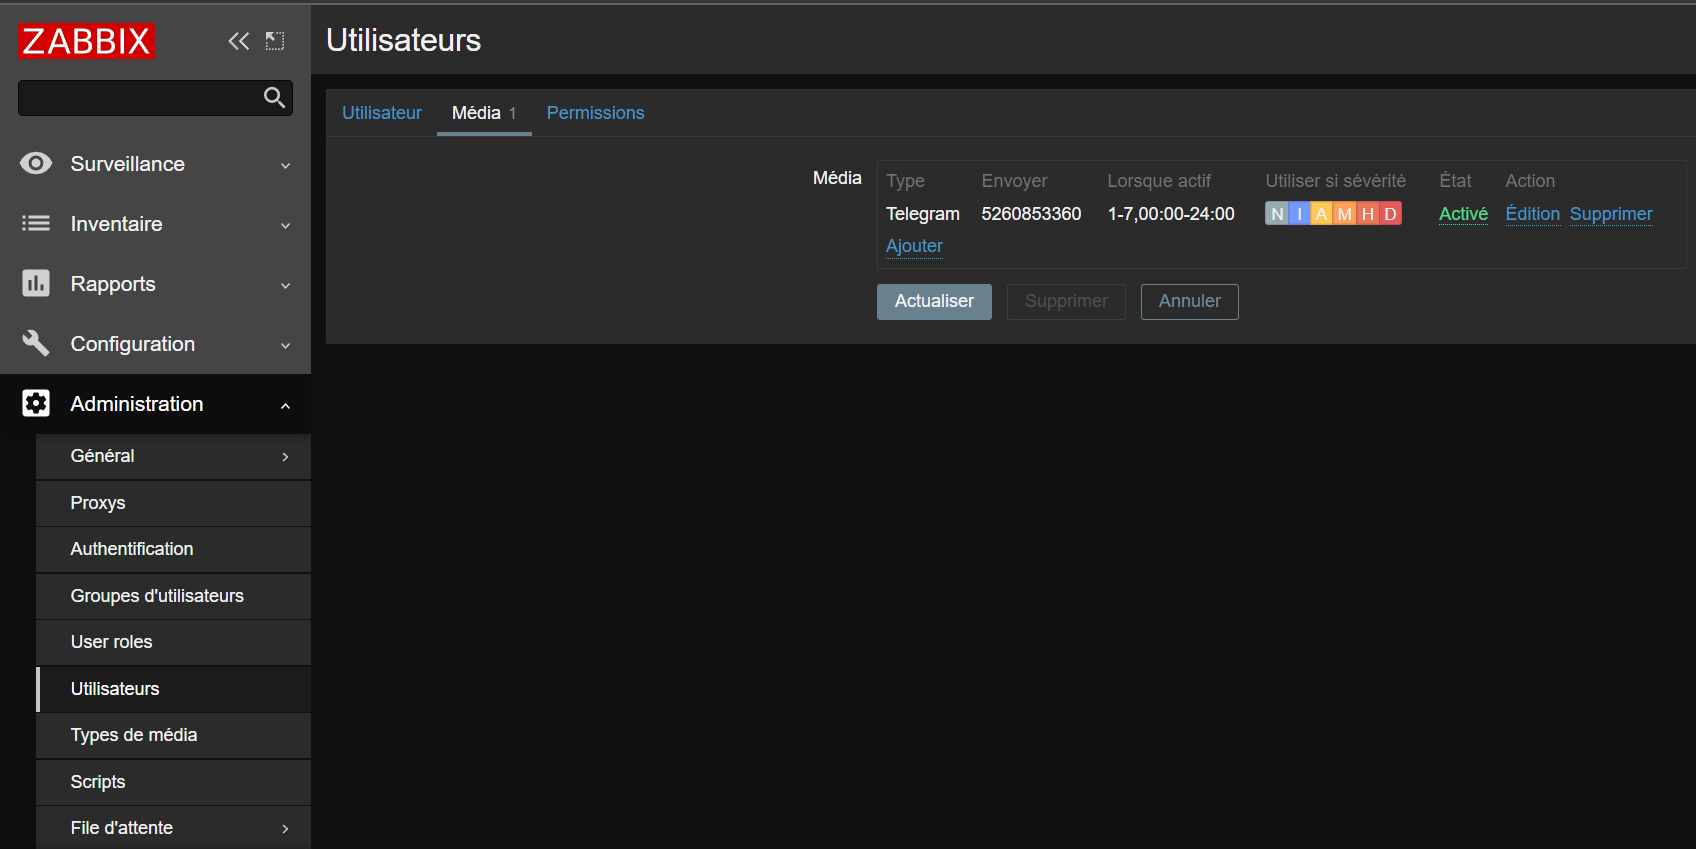 ZABBIX
Utilisateurs
Surveillance
Inventaire
Rapports
Configuration
Administration
Général
Proxys
Authentification
Groupes d'utilisateurs
User roles
Utilisateurs
Types de média
Scripts
File d'attente
Utilisateur Média 1 Permissions
Média
Type Envoyer Lorsque actif Utiliser si sévérité État Action
Telegram 5260853360 1-7,00:00-24:00 N I A M H D Activé Édition Supprimer
Ajouter
Actualiser Supprimer Annuler